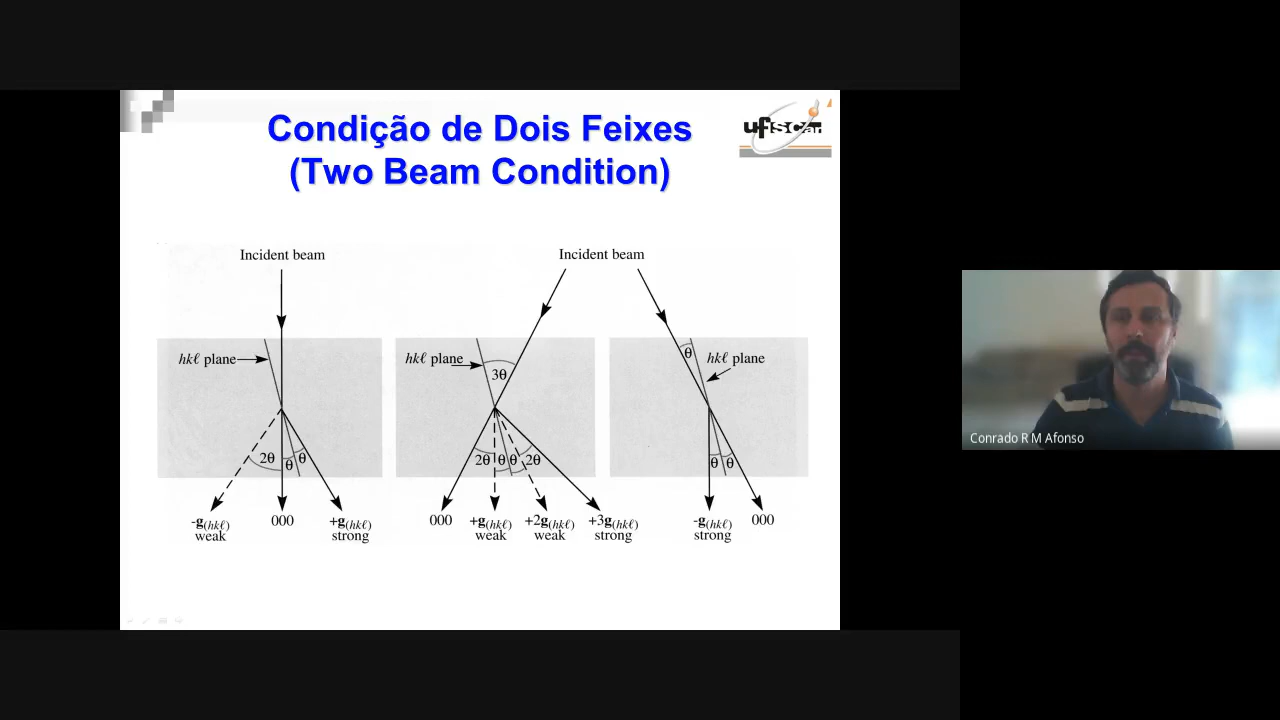 Condição de Dois Feixes
(Two Beam Condition)
ufscar
Incident beam
Incident beam
hkℓ plane
hkℓ plane
3θ
θ
hkℓ plane
2θ
θ
θ
2θ
θ
θ
2θ
θ
θ
-g(hkℓ)
weak
000
+g(hkℓ)
strong
000
+g(hkℓ)
weak
+2g(hkℓ)
weak
+3g(hkℓ)
strong
-g(hkℓ)
strong
000
Conrado R M Afonso